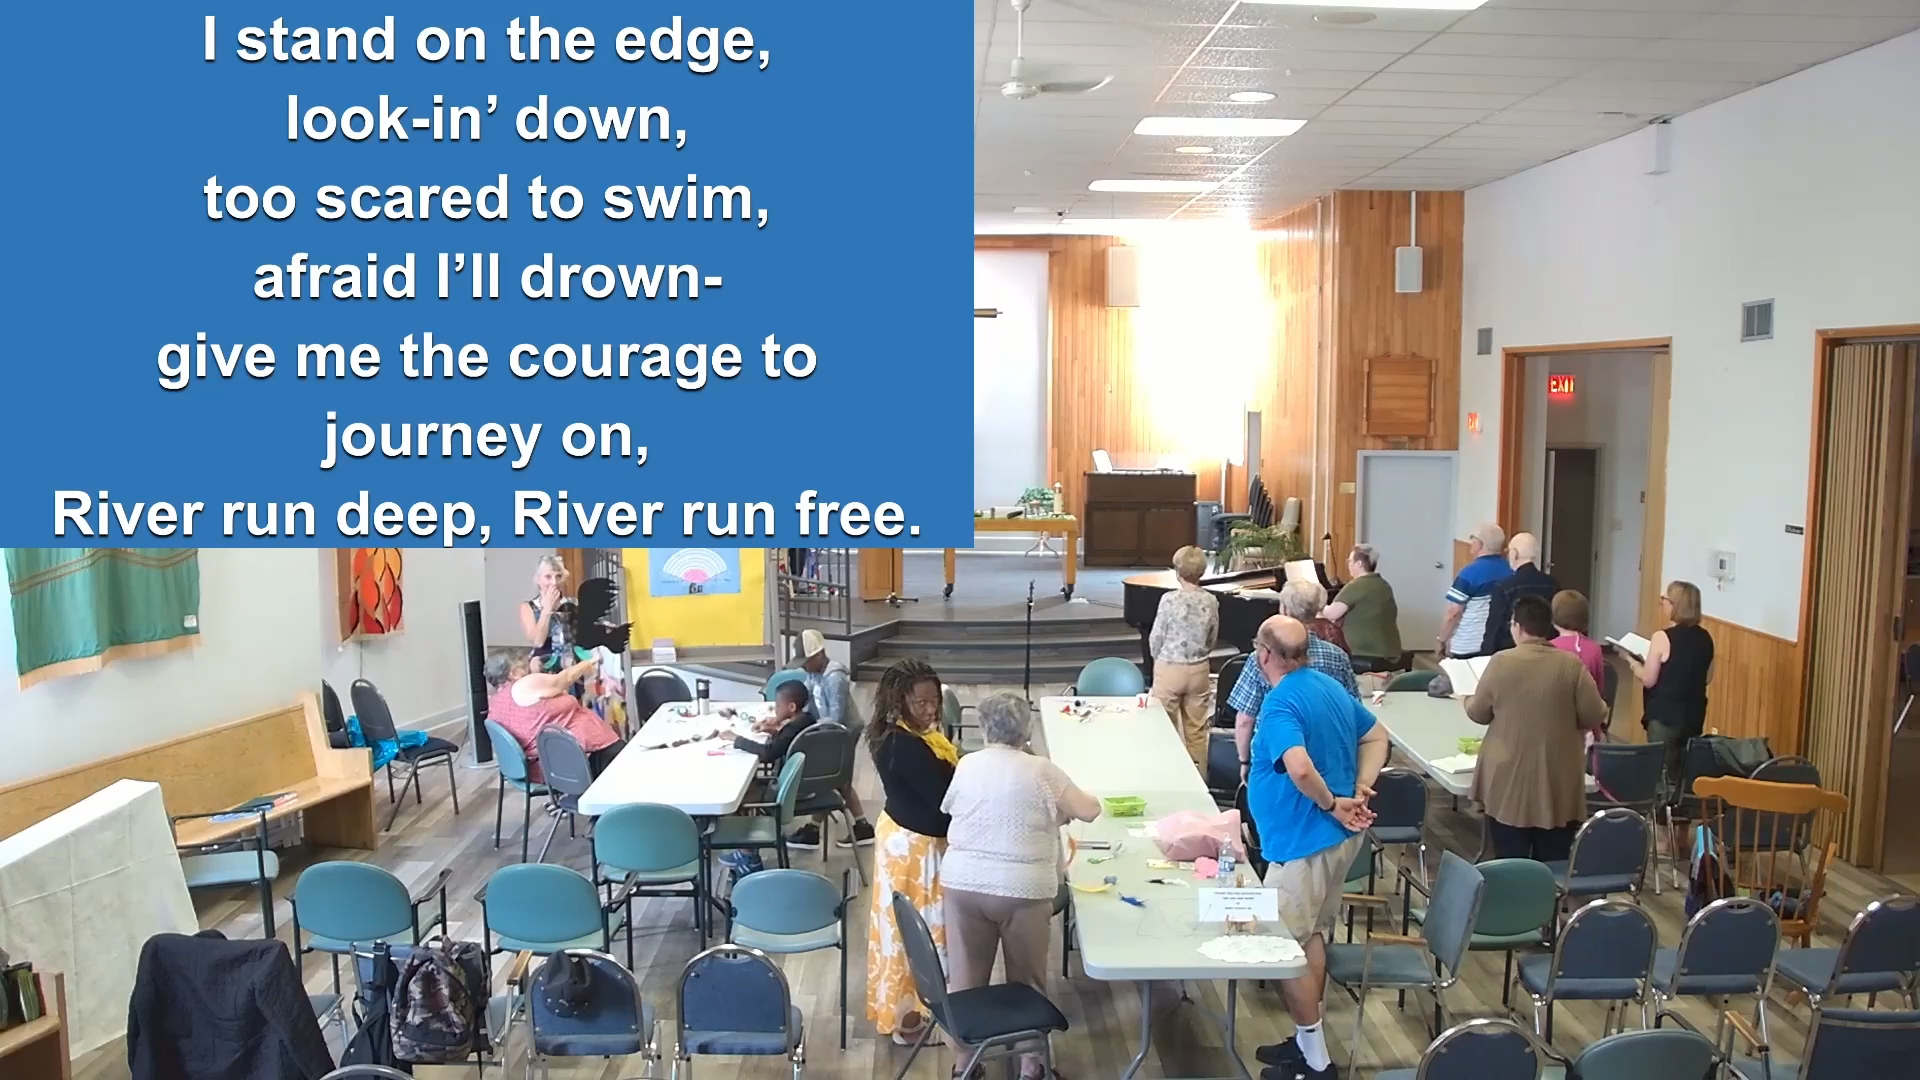 I stand on the edge,
look-in’ down,
too scared to swim,
afraid I’ll drown-
give me the courage to
journey on,
River run deep, River run free.
EXIT